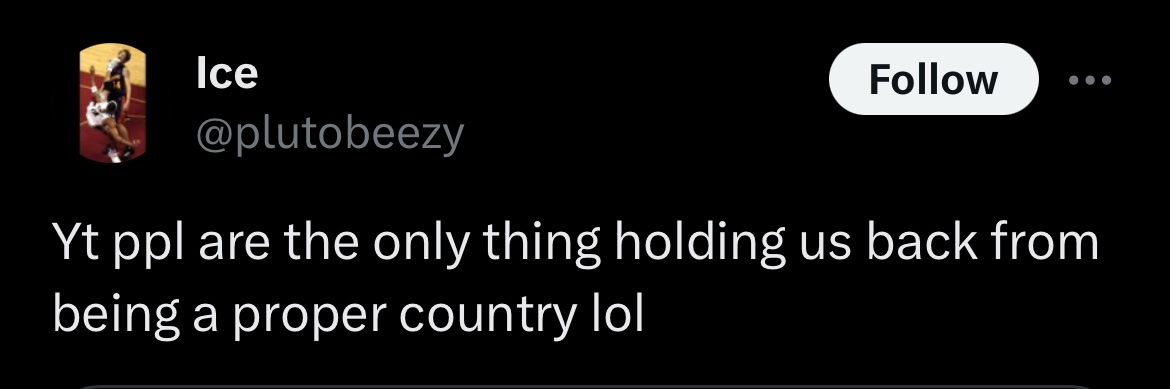 Ice
Follow
@plutobeezy
Yt ppl are the only thing holding us back from
being a proper country lol